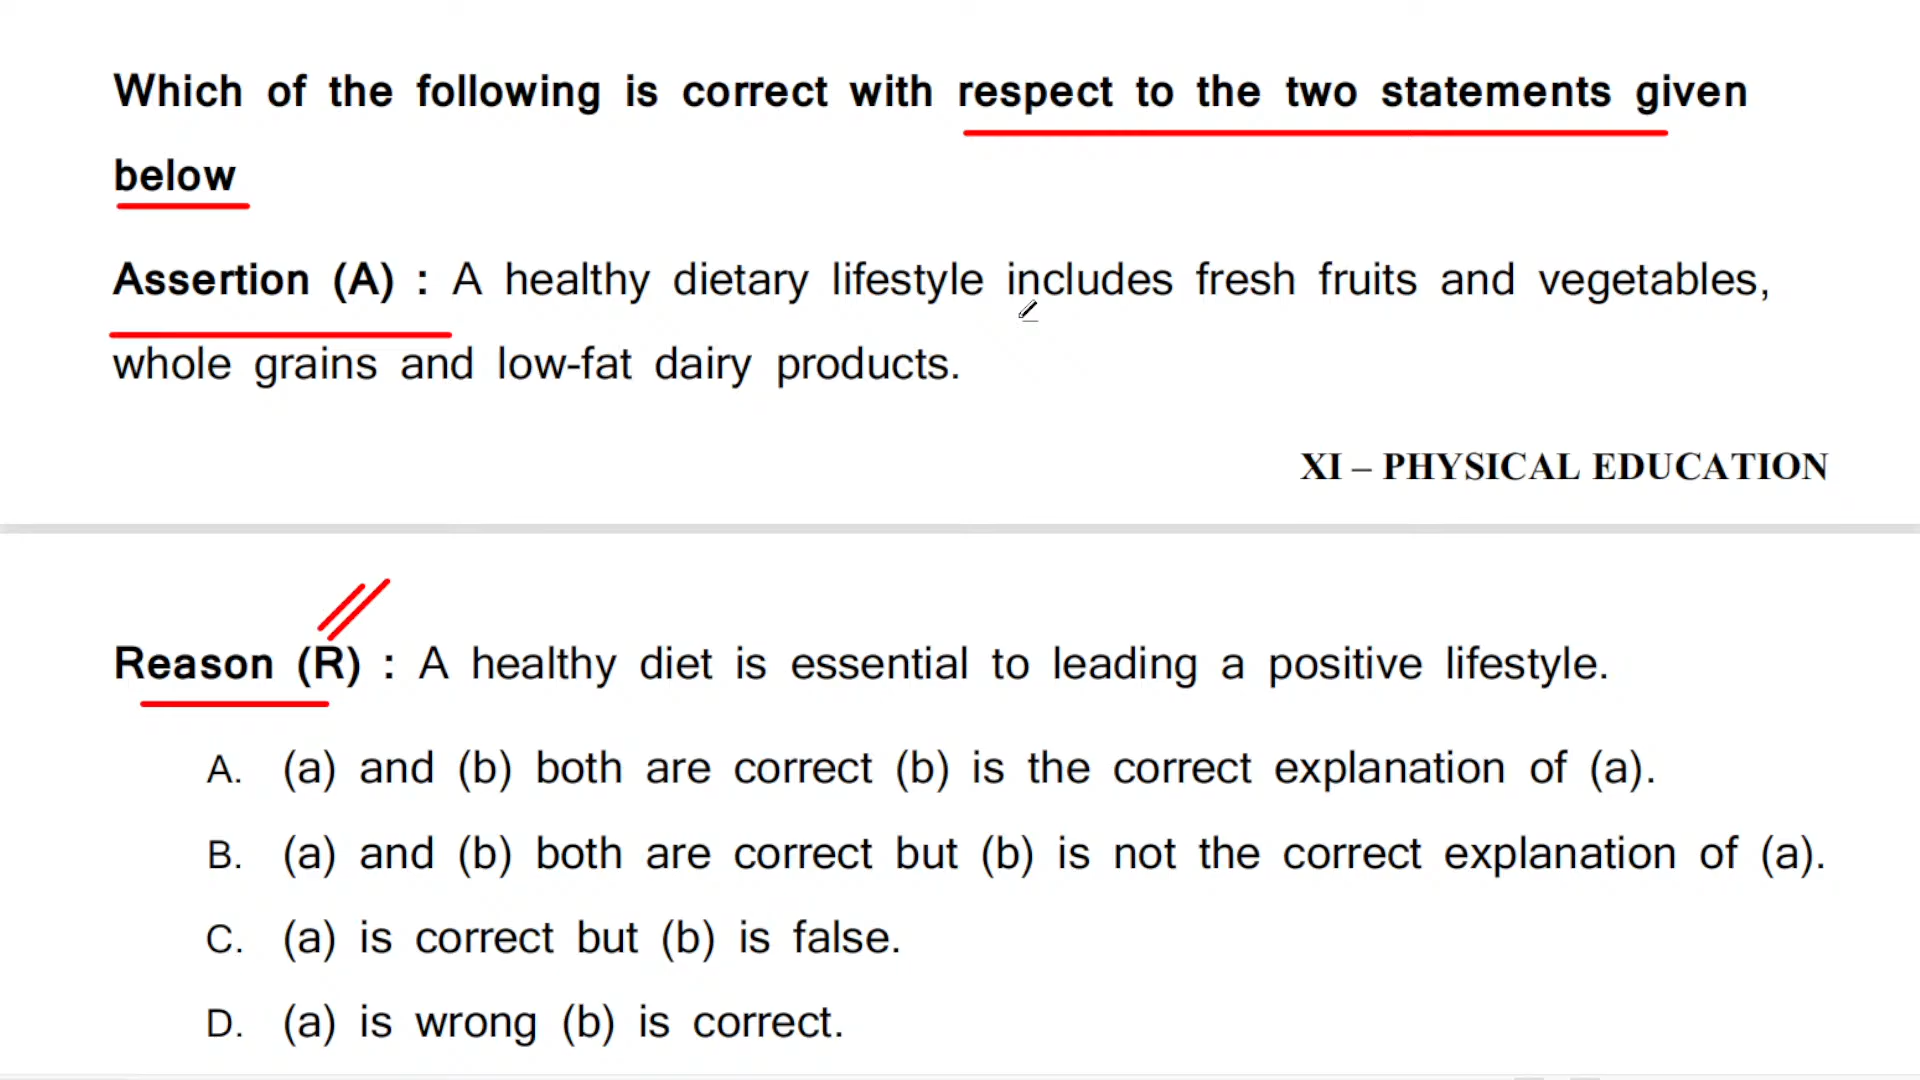 Which of the following is correct with respect to the two statements given
below
Assertion (A) : A healthy dietary lifestyle includes fresh fruits and vegetables,
whole grains and low-fat dairy products.
XI – PHYSICAL EDUCATION
Reason (R) : A healthy diet is essential to leading a positive lifestyle.
A. (a) and (b) both are correct (b) is the correct explanation of (a).
B. (a) and (b) both are correct but (b) is not the correct explanation of (a).
C. (a) is correct but (b) is false.
D. (a) is wrong (b) is correct.